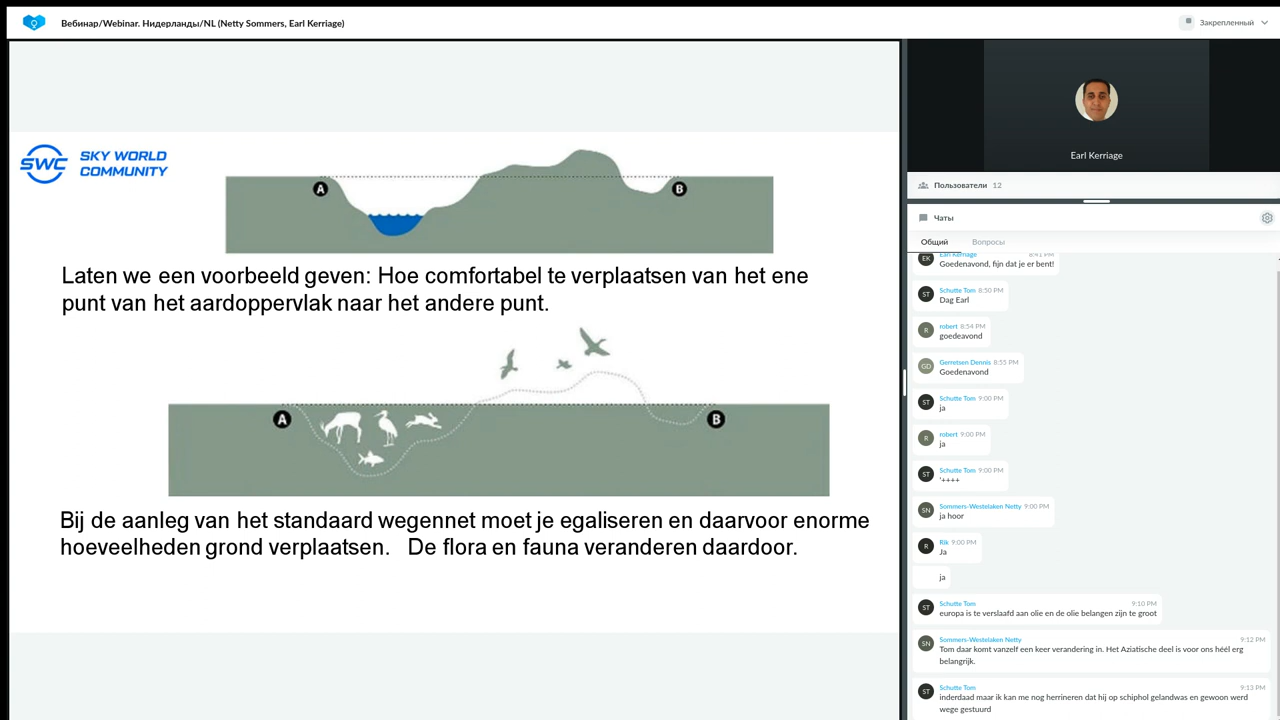 Вебинар/Webinar. Нидерланды/NL (Netty Sommers, Earl Kerriage)
Закрепленный
SWC SKY WORLD
COMMUNITY
A
B
Laten we een voorbeeld geven: Hoe comfortabel te verplaatsen van het ene
punt van het aardoppervlak naar het andere punt.
A
B
Bij de aanleg van het standaard wegennet moet je egaliseren en daarvoor enorme
hoeveelheden grond verplaatsen. De flora en fauna veranderen daardoor.
Earl Kerriage
Пользователи 12
Чаты
Общий Вопросы
EK Earl Kerriage 8:41 PM
Goedenavond, fijn dat je er bent!
ST Schutte Tom 8:50 PM
Dag Earl
R robert 8:54 PM
goedeavond
GD Gerretsen Dennis 8:55 PM
Goedenavond
ST Schutte Tom 9:00 PM
ja
R robert 9:00 PM
ja
ST Schutte Tom 9:00 PM
'++++
SN Sommers-Westelaken Netty 9:00 PM
ja hoor
R Rik 9:00 PM
Ja
ja
ST Schutte Tom 9:10 PM
europa is te verslaafd aan olie en de olie belangen zijn te groot
SN Sommers-Westelaken Netty 9:12 PM
Tom daar komt vanzelf een keer verandering in. Het Aziatische deel is voor ons héél erg
belangrijk.
ST Schutte Tom 9:13 PM
inderdaad maar ik kan me nog herrineren dat hij op schiphol gelandwas en gewoon werd
wege gestuurd